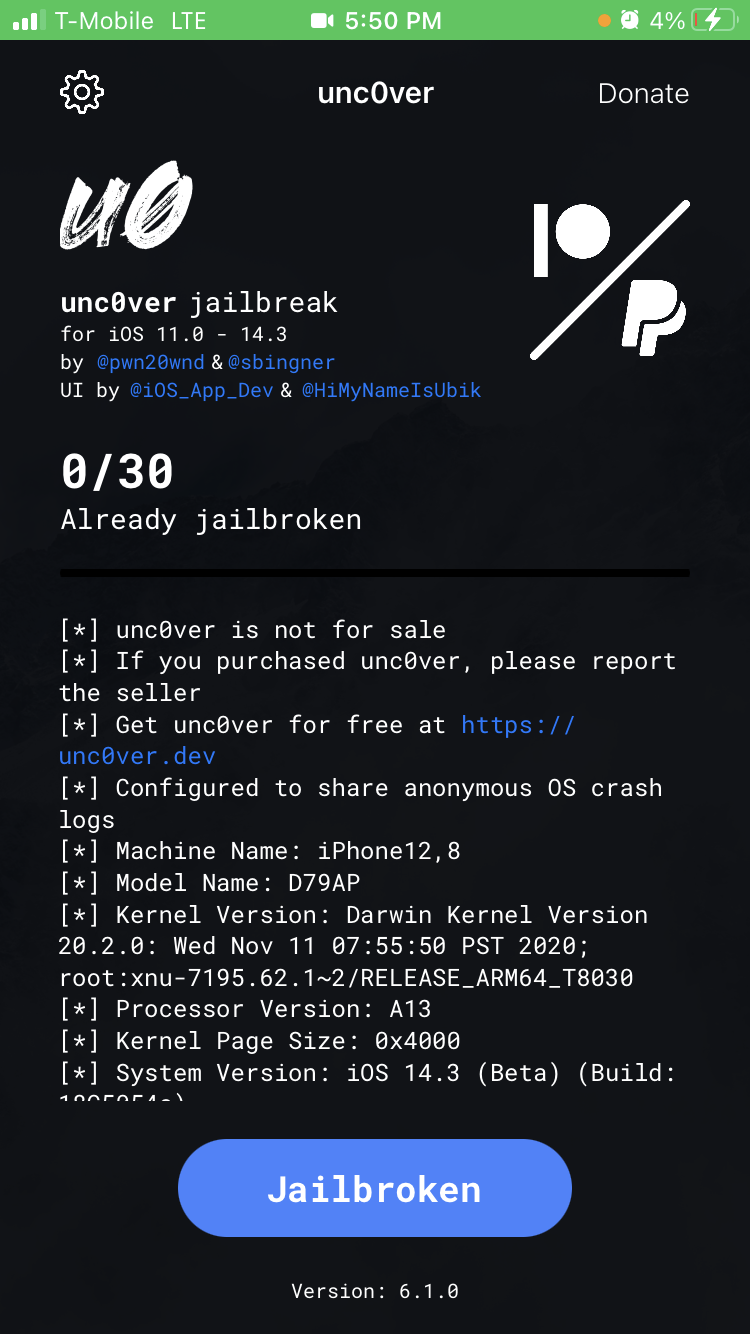 T-Mobile LTE 5:50 PM 4%
unc0ver Donate
u0
unc0ver jailbreak
for iOS 11.0 - 14.3
by @pwn20wnd & @sbingner
UI by @iOS_App_Dev & @HiMyNameIsUbik
0/30
Already jailbroken
[*] unc0ver is not for sale
[*] If you purchased unc0ver, please report
the seller
[*] Get unc0ver for free at https://
unc0ver.dev
[*] Configured to share anonymous OS crash
logs
[*] Machine Name: iPhone12,8
[*] Model Name: D79AP
[*] Kernel Version: Darwin Kernel Version
20.2.0: Wed Nov 11 07:55:50 PST 2020;
root:xnu-7195.62.1~2/RELEASE_ARM64_T8030
[*] Processor Version: A13
[*] Kernel Page Size: 0x4000
[*] System Version: iOS 14.3 (Beta) (Build:
Jailbroken
Version: 6.1.0